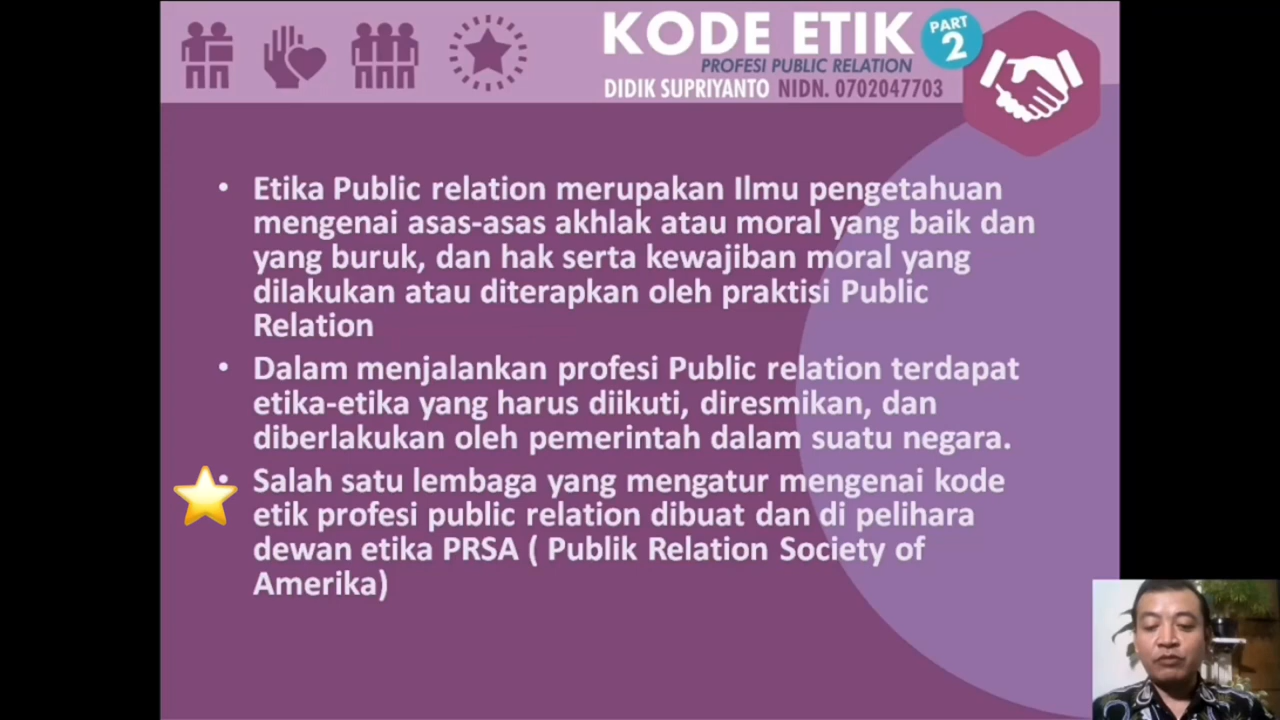 KODE ETIK PART 2
PROFESI PUBLIC RELATION
DIDIK SUPRIYANTO NIDN. 0702047703
• Etika Public relation merupakan Ilmu pengetahuan
mengenai asas-asas akhlak atau moral yang baik dan
yang buruk, dan hak serta kewajiban moral yang
dilakukan atau diterapkan oleh praktisi Public
Relation
• Dalam menjalankan profesi Public relation terdapat
etika-etika yang harus diikuti, diresmikan, dan
diberlakukan oleh pemerintah dalam suatu negara.
• Salah satu lembaga yang mengatur mengenai kode
etik profesi public relation dibuat dan di pelihara
dewan etika PRSA ( Publik Relation Society of
Amerika)